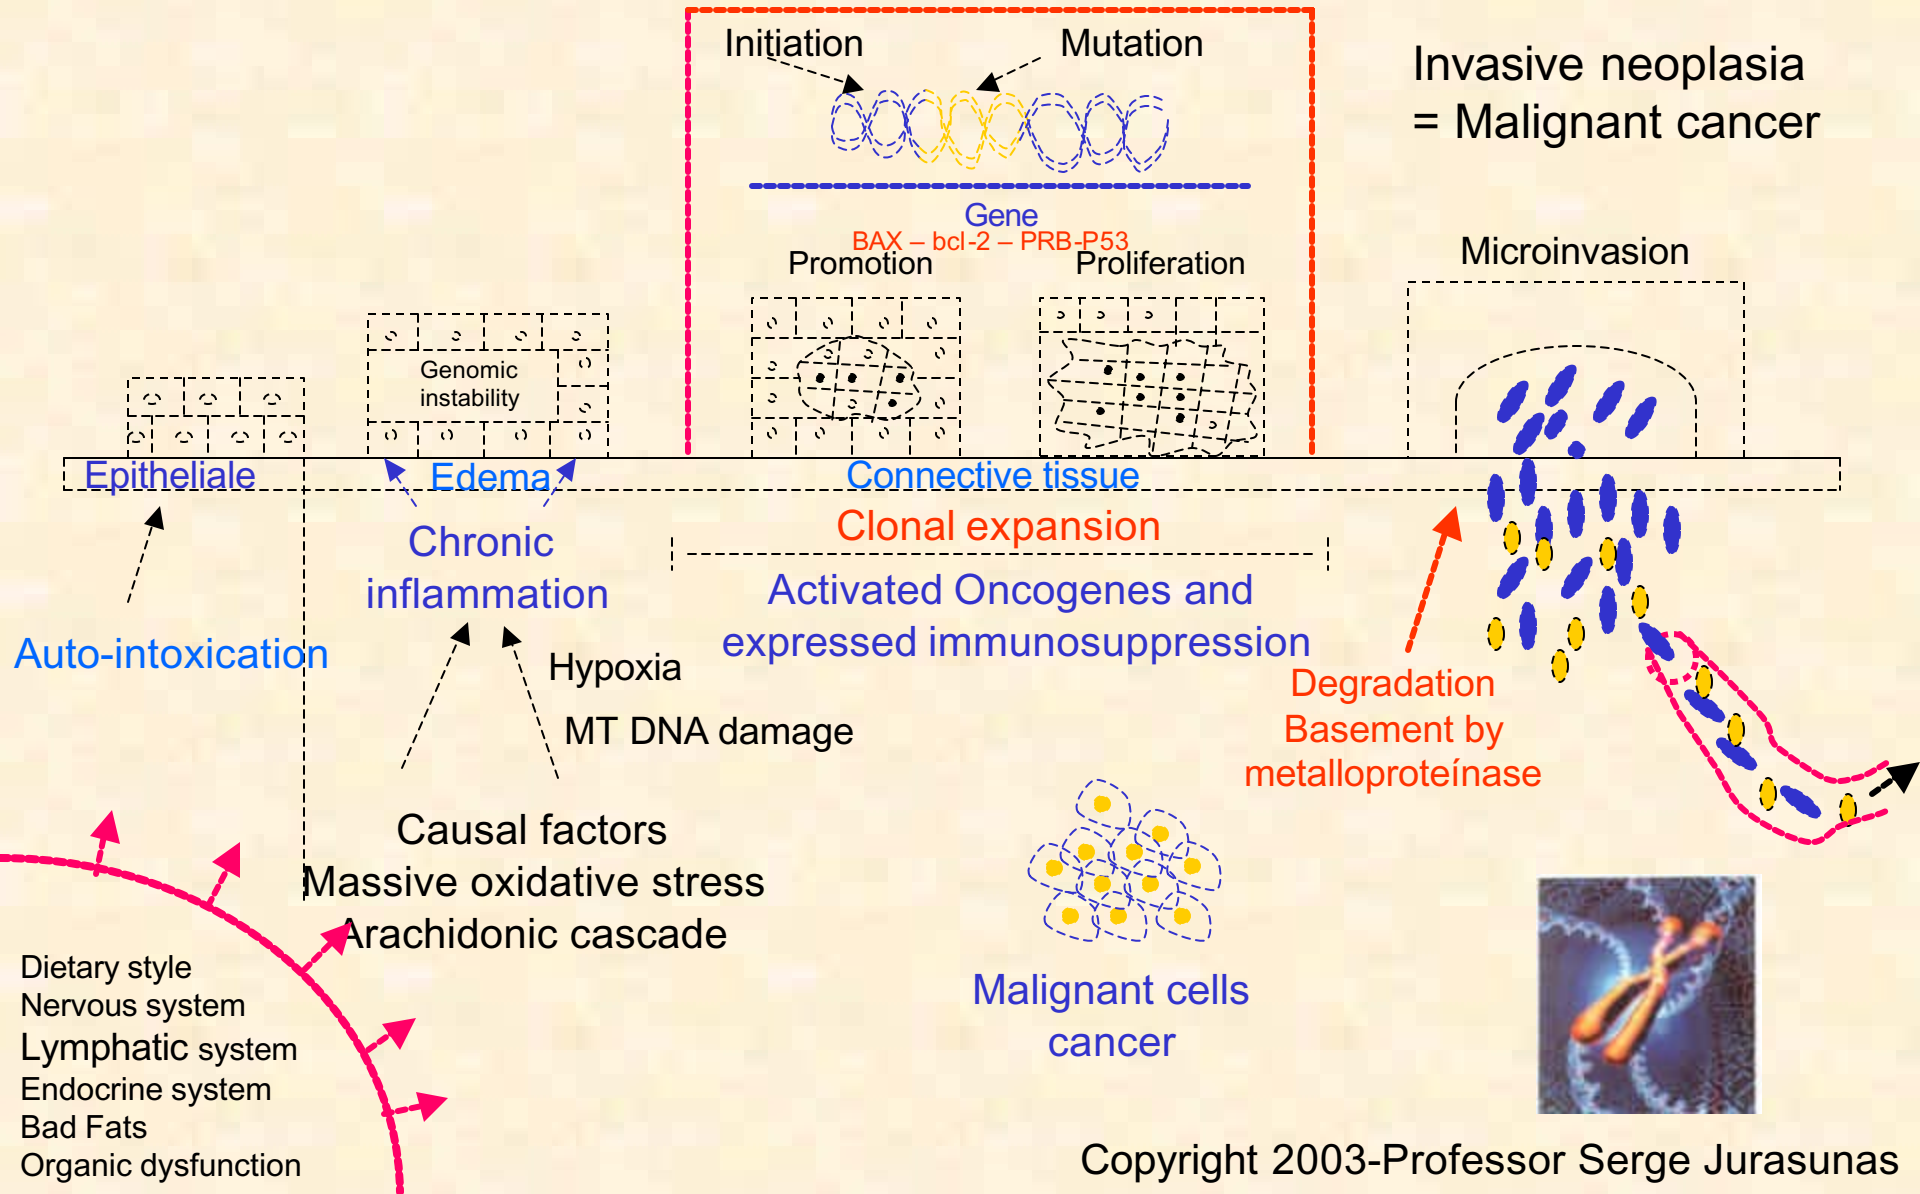 Initiation
Mutation
Invasive neoplasia
= Malignant cancer
Gene
BAX – bcl-2 – PRB-P53
Promotion
Proliferation
Microinvasion
Genomic
instability
Epitheliale
Edema
Connective tissue
Clonal expansion
Chronic
inflammation
Activated Oncogenes and
expressed immunosuppression
Auto-intoxication
Hypoxia
MT DNA damage
Degradation
Basement by
metalloproteínase
Causal factors
Massive oxidative stress
Arachidonic cascade
Dietary style
Nervous system
Lymphatic system
Endocrine system
Bad Fats
Organic dysfunction
Malignant cells
cancer
Copyright 2003-Professor Serge Jurasunas